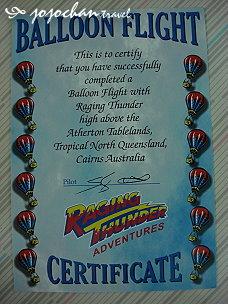 jojochan travel
BALLOON FLIGHT
This is to certify
that you have successfully
completed a
Balloon Flight with
Raging Thunder
high above the
Atherton Tablelands,
Tropical North Queensland,
Cairns Australia
Pilot
RAGING
THUNDER
ADVENTURES
CERTIFICATE